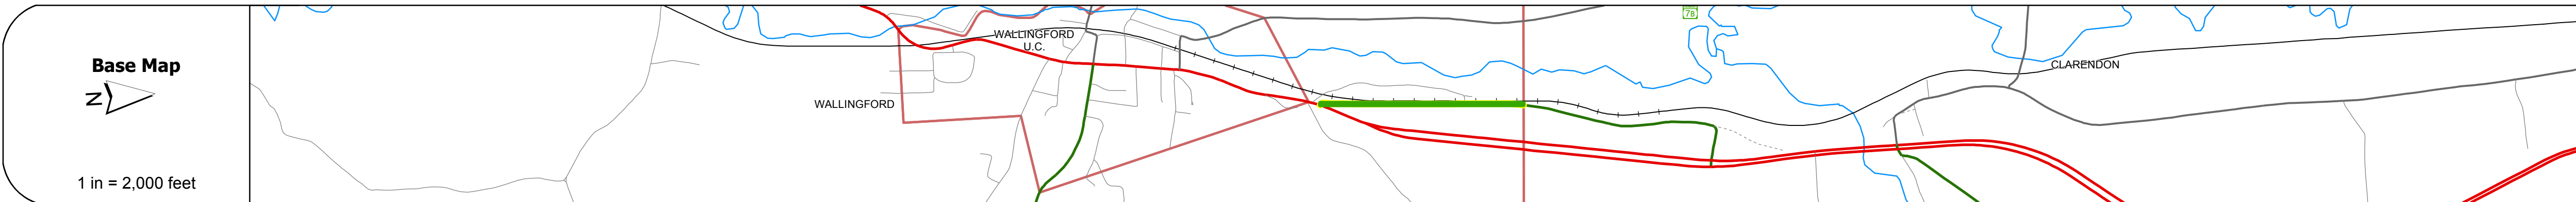 Base Map
N
1 in = 2,000 feet
WALLINGFORD
U.C.
WALLINGFORD
7B
CLARENDON